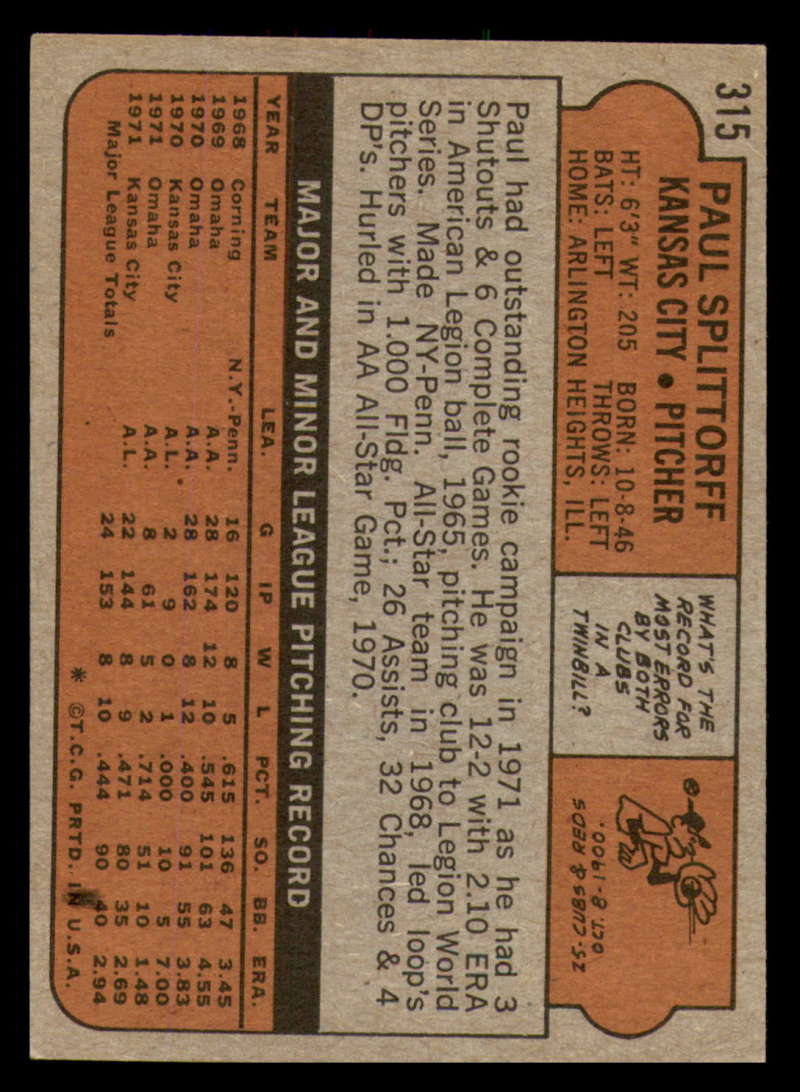 315
PAUL SPLITTORFF
KANSAS CITY • PITCHER
HT: 6'3" WT: 205 BORN: 10-8-46
BATS: LEFT THROWS: LEFT
HOME: ARLINGTON HEIGHTS, ILL.
WHAT'S THE
RECORD FOR
MOST ERRORS
BY BOTH
CLUBS
IN A
TWINBILL?
25-CUBS & REDS
OCT. 8-1900.
Paul had outstanding rookie campaign in 1971 as he had 3
Shutouts & 6 Complete Games. He was 12-2 with 2.10 ERA
in American Legion ball, 1965, pitching club to Legion World
Series. Made NY-Penn. All-Star team in 1968, led loop's
pitchers with 1.000 Fldg. Pct.; 26 Assists, 32 Chances & 4
DP's. Hurled in AA All-Star Game, 1970.
MAJOR AND MINOR LEAGUE PITCHING RECORD
YEAR TEAM LEA. G IP W L PCT. SO. BB. ERA.
1968 Corning N.Y.-Penn. 16 120 8 5 .615 136 47 3.45
1969 Omaha A.A. 28 174 12 10 .545 101 63 4.55
1970 Omaha A.A. 28 162 8 12 .400 91 55 3.83
1970 Kansas City A.L. 2 9 0 1 .000 10 5 7.00
1971 Omaha A.A. 8 61 5 2 .714 51 10 1.48
1971 Kansas City A.L. 22 144 8 9 .471 80 35 2.69
Major League Totals 24 153 8 10 .444 90 40 2.94
* ©T.C.G. PRTD. IN U.S.A.